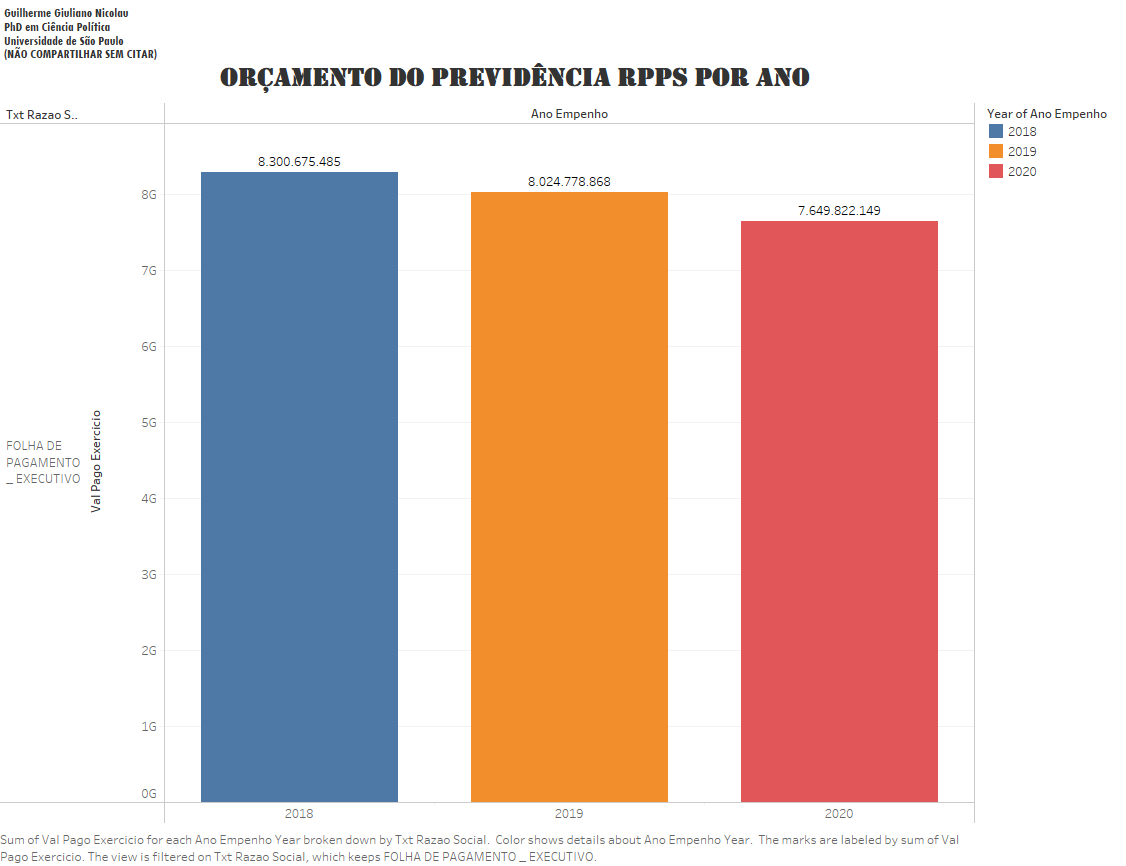 Guilherme Giuliano Nicolau
PhD em Ciência Política
Universidade de São Paulo
(NÃO COMPARTILHAR SEM CITAR)
ORÇAMENTO DO PREVIDÊNCIA RPPS POR ANO
Txt Razao S..
Ano Empenho
Year of Ano Empenho
2018
2019
2020
8.300.675.485
8.024.778.868
7.649.822.149
8G
7G
6G
5G
4G
3G
2G
1G
0G
Val Pago Exercicio
FOLHA DE
PAGAMENTO
_ EXECUTIVO
2018
2019
2020
Sum of Val Pago Exercicio for each Ano Empenho Year broken down by Txt Razao Social.  Color shows details about Ano Empenho Year.  The marks are labeled by sum of Val
Pago Exercicio. The view is filtered on Txt Razao Social, which keeps FOLHA DE PAGAMENTO _ EXECUTIVO.